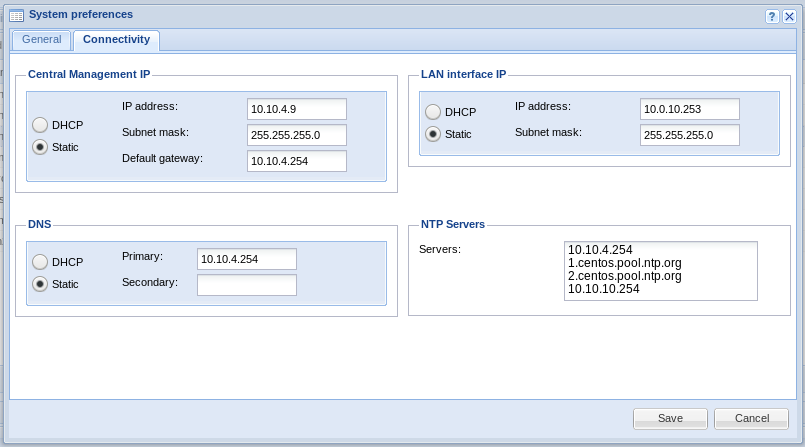 System preferences
?
General
Connectivity
Central Management IP
DHCP
Static
IP address:
10.10.4.9
Subnet mask:
255.255.255.0
Default gateway:
10.10.4.254
LAN interface IP
DHCP
Static
IP address:
10.0.10.253
Subnet mask:
255.255.255.0
DNS
DHCP
Static
Primary:
10.10.4.254
Secondary:
NTP Servers
Servers:
10.10.4.254
1.centos.pool.ntp.org
2.centos.pool.ntp.org
10.10.10.254
Save
Cancel